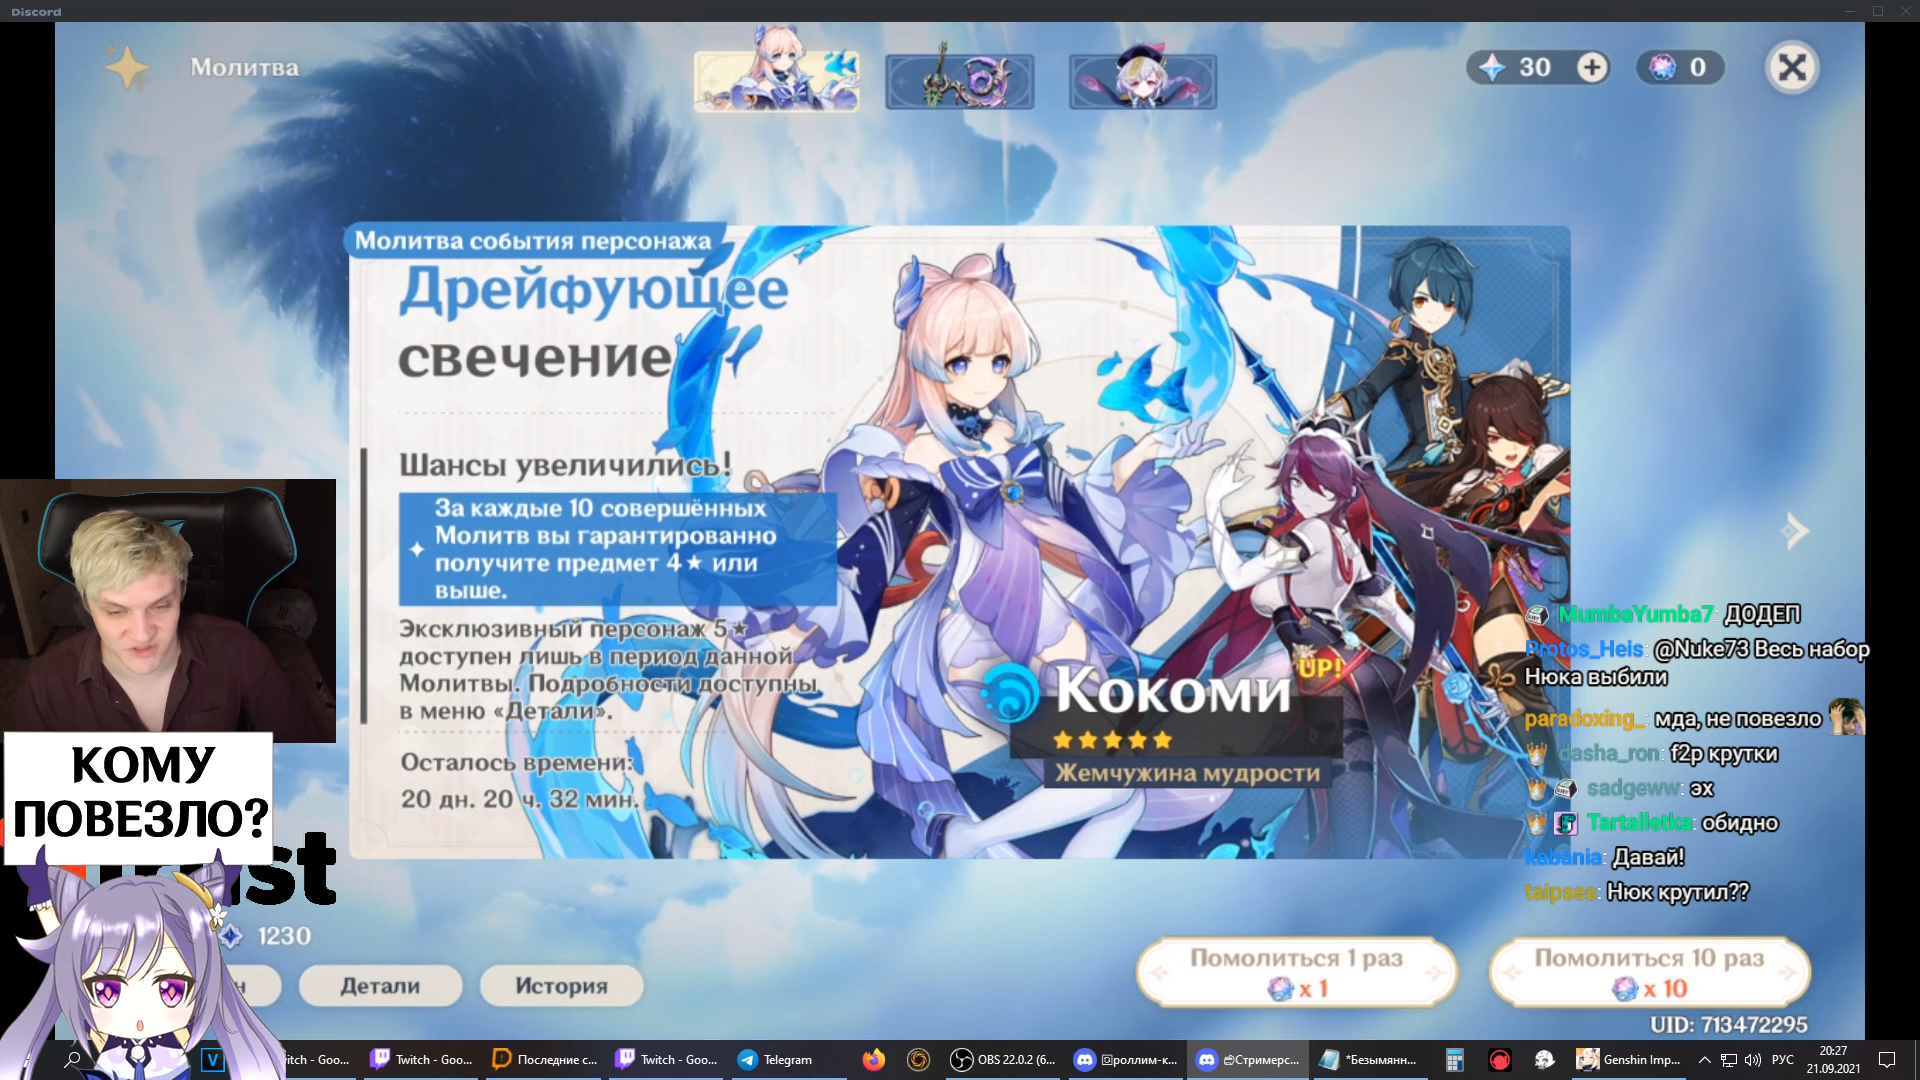 Discord
Молитва
30
0
Молитва события персонажа
Дрейфующее
свечение
Шансы увеличились!
За каждые 10 совершённых
Молитв вы гарантированно
получите предмет 4★ или
выше.
Эксклюзивный персонаж 5★
доступен лишь в период данной
Молитвы. Подробности доступны
в меню «Детали».
Осталось времени:
20 дн. 20 ч. 32 мин.
UP!
Кокоми
Жемчужина мудрости
MumbaYumba7: ДОДЕП
Protos_Heis: @Nuke73 Весь набор
Нюка выбили
paradoxing_: мда, не повезло
dasha_ron: f2p крутки
sadgeww: эх
Tartalletka: обидно
kabania: Давай!
taipses: Нюк крутил??
КОМУ
ПОВЕЗЛО?
st
1230
Детали
История
Помолиться 1 раз
x 1
Помолиться 10 раз
x 10
UID: 713472295
V
itch - Goo...
Twitch - Goo...
Последние с...
Twitch - Goo...
Telegram
OBS 22.0.2 (6...
роллим-к...
Стримерс...
*Безымянн...
Genshin Imp...
РУС
20:27
21.09.2021